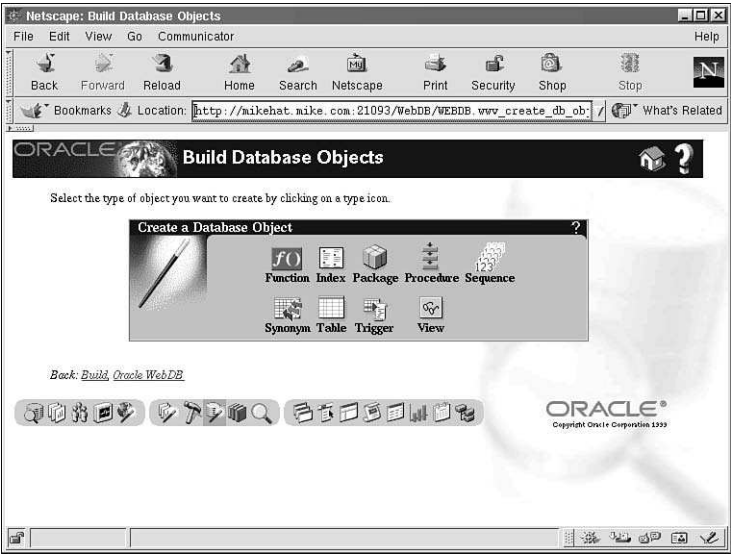 Netscape: Build Database Objects
File Edit View Go Communicator Help
Back Forward Reload Home Search Netscape Print Security Shop Stop
My
N
Bookmarks Location: http://mikehat.mike.com:21093/WebDB/WEBDB.wwv_create_db_ob What's Related
ORACLE Build Database Objects ?
Select the type of object you want to create by clicking on a type icon.
Create a Database Object ?
f()
123
Function Index Package Procedure Sequence
Synonym Table Trigger View
Back: Build, Oracle WebDB
ORACLE®
Copyright Oracle Corporation 1999